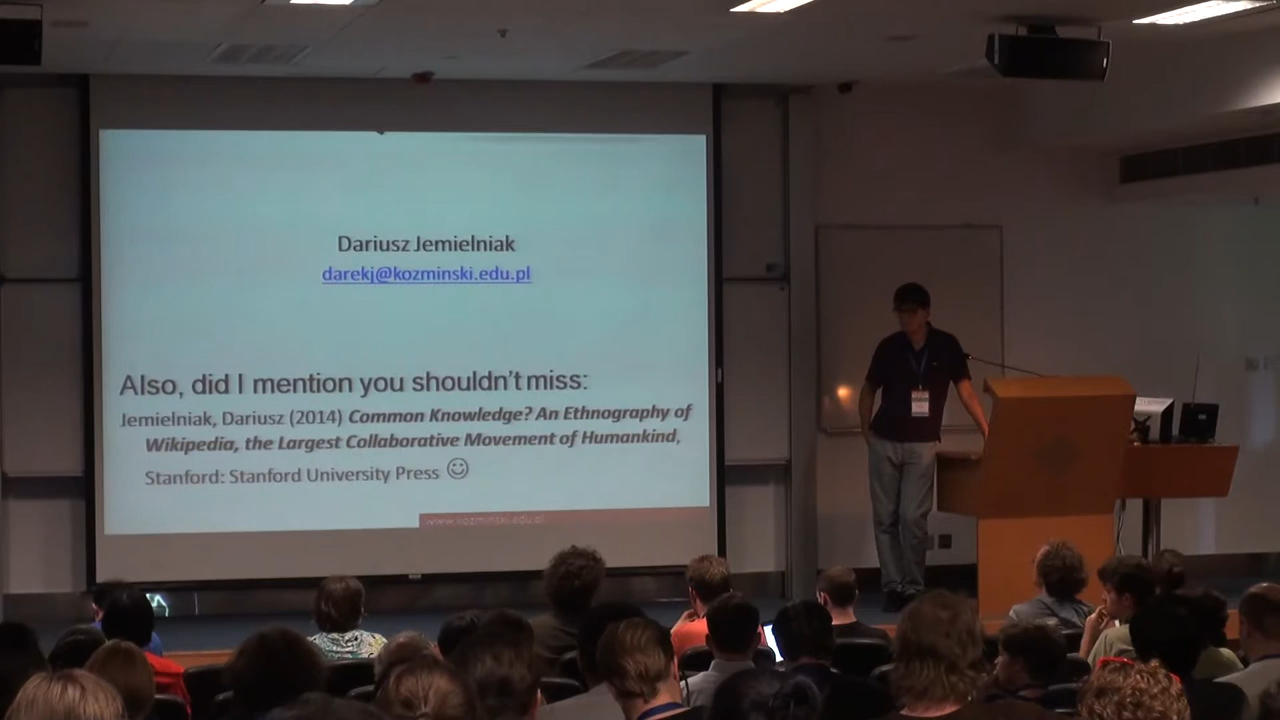 Dariusz Jemielniak
darekj@kozminski.edu.pl
Also, did I mention you shouldn't miss:
Jemielniak, Dariusz (2014) Common Knowledge? An Ethnography of
Wikipedia, the Largest Collaborative Movement of Humankind,
Stanford: Stanford University Press ☺
www.kozminski.edu.pl